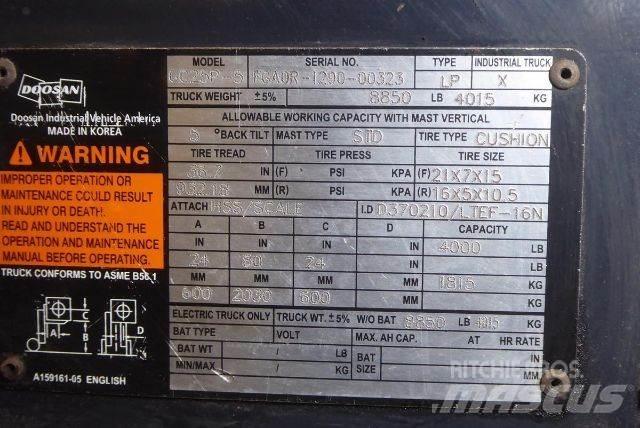 DOOSAN
Doosan Industrial Vehicle America
MADE IN KOREA
WARNING
IMPROPER OPERATION OR
MAINTENANCE COULD RESULT
IN INJURY OR DEATH.
READ AND UNDERSTAND THE
OPERATION AND MAINTENANCE
MANUAL BEFORE OPERATING.
TRUCK CONFORMS TO ASME B56.1
A C B D
A159161-05 ENGLISH
MODEL SERIAL NO. TYPE INDUSTRIAL TRUCK
GC25P-5 FGA0R-1290-00323 LP X
TRUCK WEIGHT ±5% 8850 LB 4015 KG
ALLOWABLE WORKING CAPACITY WITH MAST VERTICAL
5 °BACK TILT MAST TYPE STD TIRE TYPE CUSHION
TIRE TREAD TIRE PRESS TIRE SIZE
36.7 IN (F) PSI KPA (F) 21X7X15
MM (R) PSI KPA (R) 16X5X10.5
ATTACH HSS/SCALE I.D D370210/LTEF-16N
A B C D CAPACITY
IN IN IN IN 4000 LB
24 80 24
MM MM MM MM 1815 KG
600 2030 600
ELECTRIC TRUCK ONLY TRUCK WT. ±5% W/O BAT 8850 LB 4015 KG
BAT TYPE VOLT MAX. AH CAP. AT HR RATE
BAT WT / LB BAT SIZE IN
MIN/MAX / KG MM
RITCHIE BROS.
MASCUS